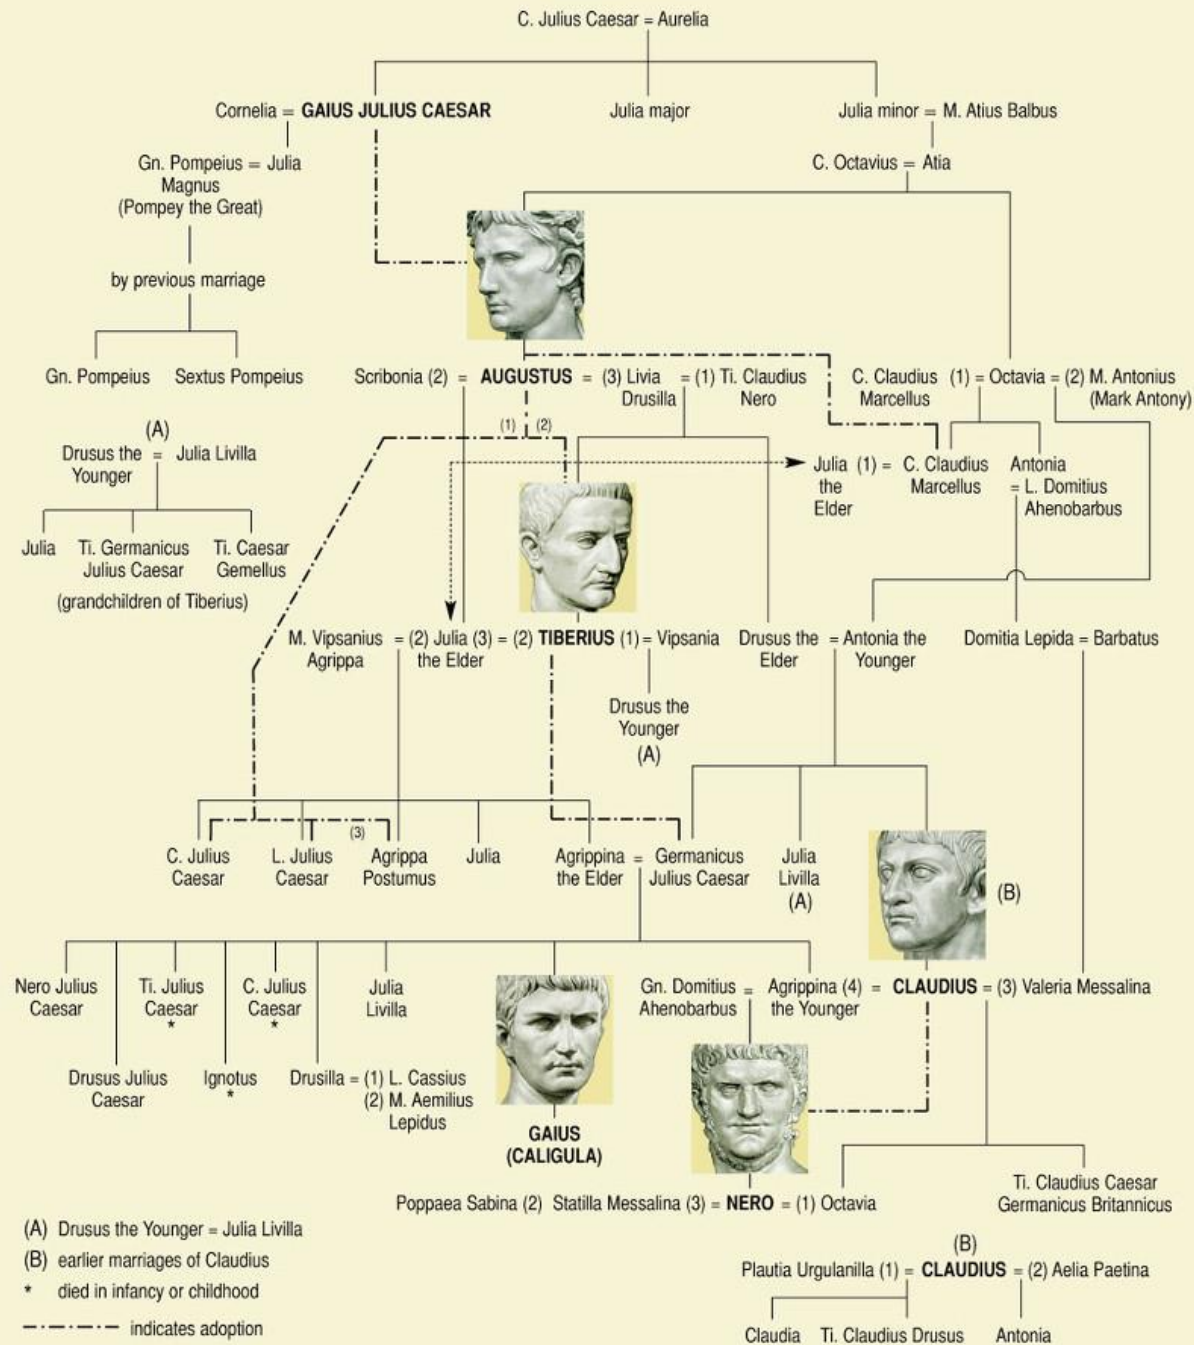 C. Julius Caesar = Aurelia
Cornelia = GAIUS JULIUS CAESAR
Julia major
Julia minor = M. Atius Balbus
Gn. Pompeius = Julia
Magnus
(Pompey the Great)
C. Octavius = Atia
by previous marriage
Gn. Pompeius
Sextus Pompeius
Scribonia (2) = AUGUSTUS = (3) Livia = (1) Ti. Claudius
Drusilla
Nero
C. Claudius (1) = Octavia = (2) M. Antonius
Marcellus
(Mark Antony)
(1) (2)
(A)
Drusus the = Julia Livilla
Younger
Julia (1) = C. Claudius
the Marcellus
Elder
Antonia
= L. Domitius
Ahenobarbus
Julia
Ti. Germanicus
Julius Caesar
Ti. Caesar
Gemellus
(grandchildren of Tiberius)
M. Vipsanius = (2) Julia (3) = (2) TIBERIUS (1) = Vipsania
Agrippa
the Elder
Drusus the = Antonia the
Elder
Younger
Domitia Lepida = Barbatus
Drusus the
Younger
(A)
(3)
C. Julius
Caesar
L. Julius
Caesar
Agrippa
Postumus
Julia
Agrippina = Germanicus
the Elder Julius Caesar
Julia
Livilla
(A)
(B)
Nero Julius
Caesar
Ti. Julius
Caesar
*
C. Julius
Caesar
*
Julia
Livilla
Gn. Domitius = Agrippina (4) = CLAUDIUS = (3) Valeria Messalina
Ahenobarbus the Younger
Drusus Julius
Caesar
Ignotus
*
Drusilla = (1) L. Cassius
(2) M. Aemilius
Lepidus
GAIUS
(CALIGULA)
Poppaea Sabina (2) Statilla Messalina (3) = NERO = (1) Octavia
Ti. Claudius Caesar
Germanicus Britannicus
(A) Drusus the Younger = Julia Livilla
(B) earlier marriages of Claudius
* died in infancy or childhood
indicates adoption
(B)
Plautia Urgulanilla (1) = CLAUDIUS = (2) Aelia Paetina
Claudia
Ti. Claudius Drusus
Antonia